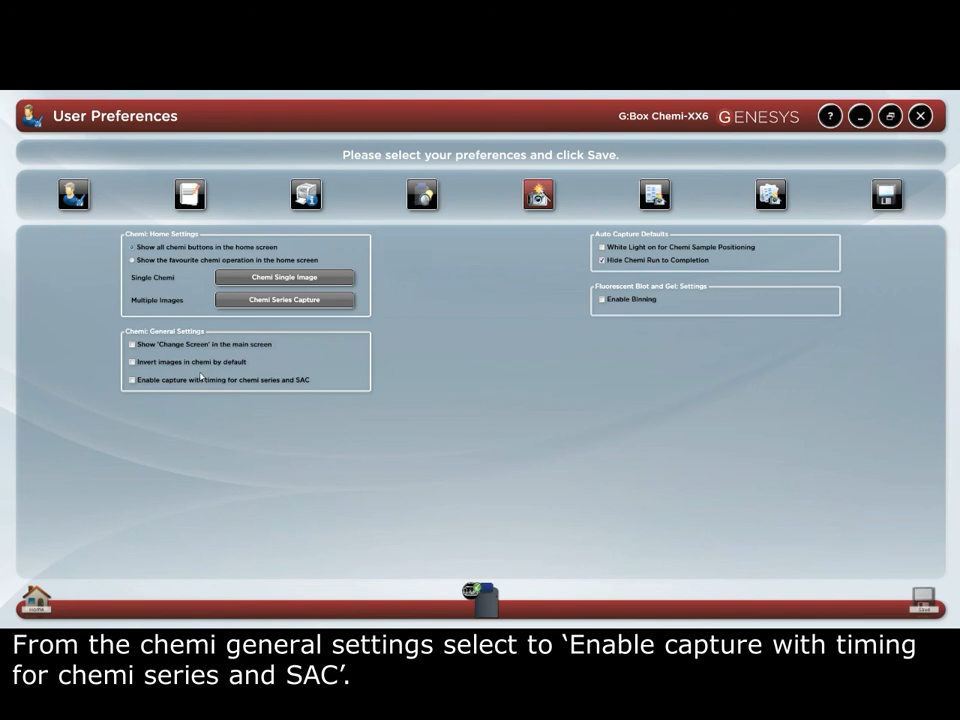 User Preferences
G:Box Chemi-XX6 GENESYS
?
Please select your preferences and click Save.
Chemi: Home Settings
Show all chemi buttons in the home screen
Show the favourite chemi operation in the home screen
Single Chemi Chemi Single Image
Multiple Images Chemi Series Capture
Chemi: General Settings
Show 'Change Screen' in the main screen
Invert images in chemi by default
Enable capture with timing for chemi series and SAC
Auto Capture Defaults
White Light on for Chemi Sample Positioning
Hide Chemi Run to Completion
Fluorescent Blot and Gel: Settings
Enable Binning
Home
Save
From the chemi general settings select to ‘Enable capture with timing
for chemi series and SAC’.